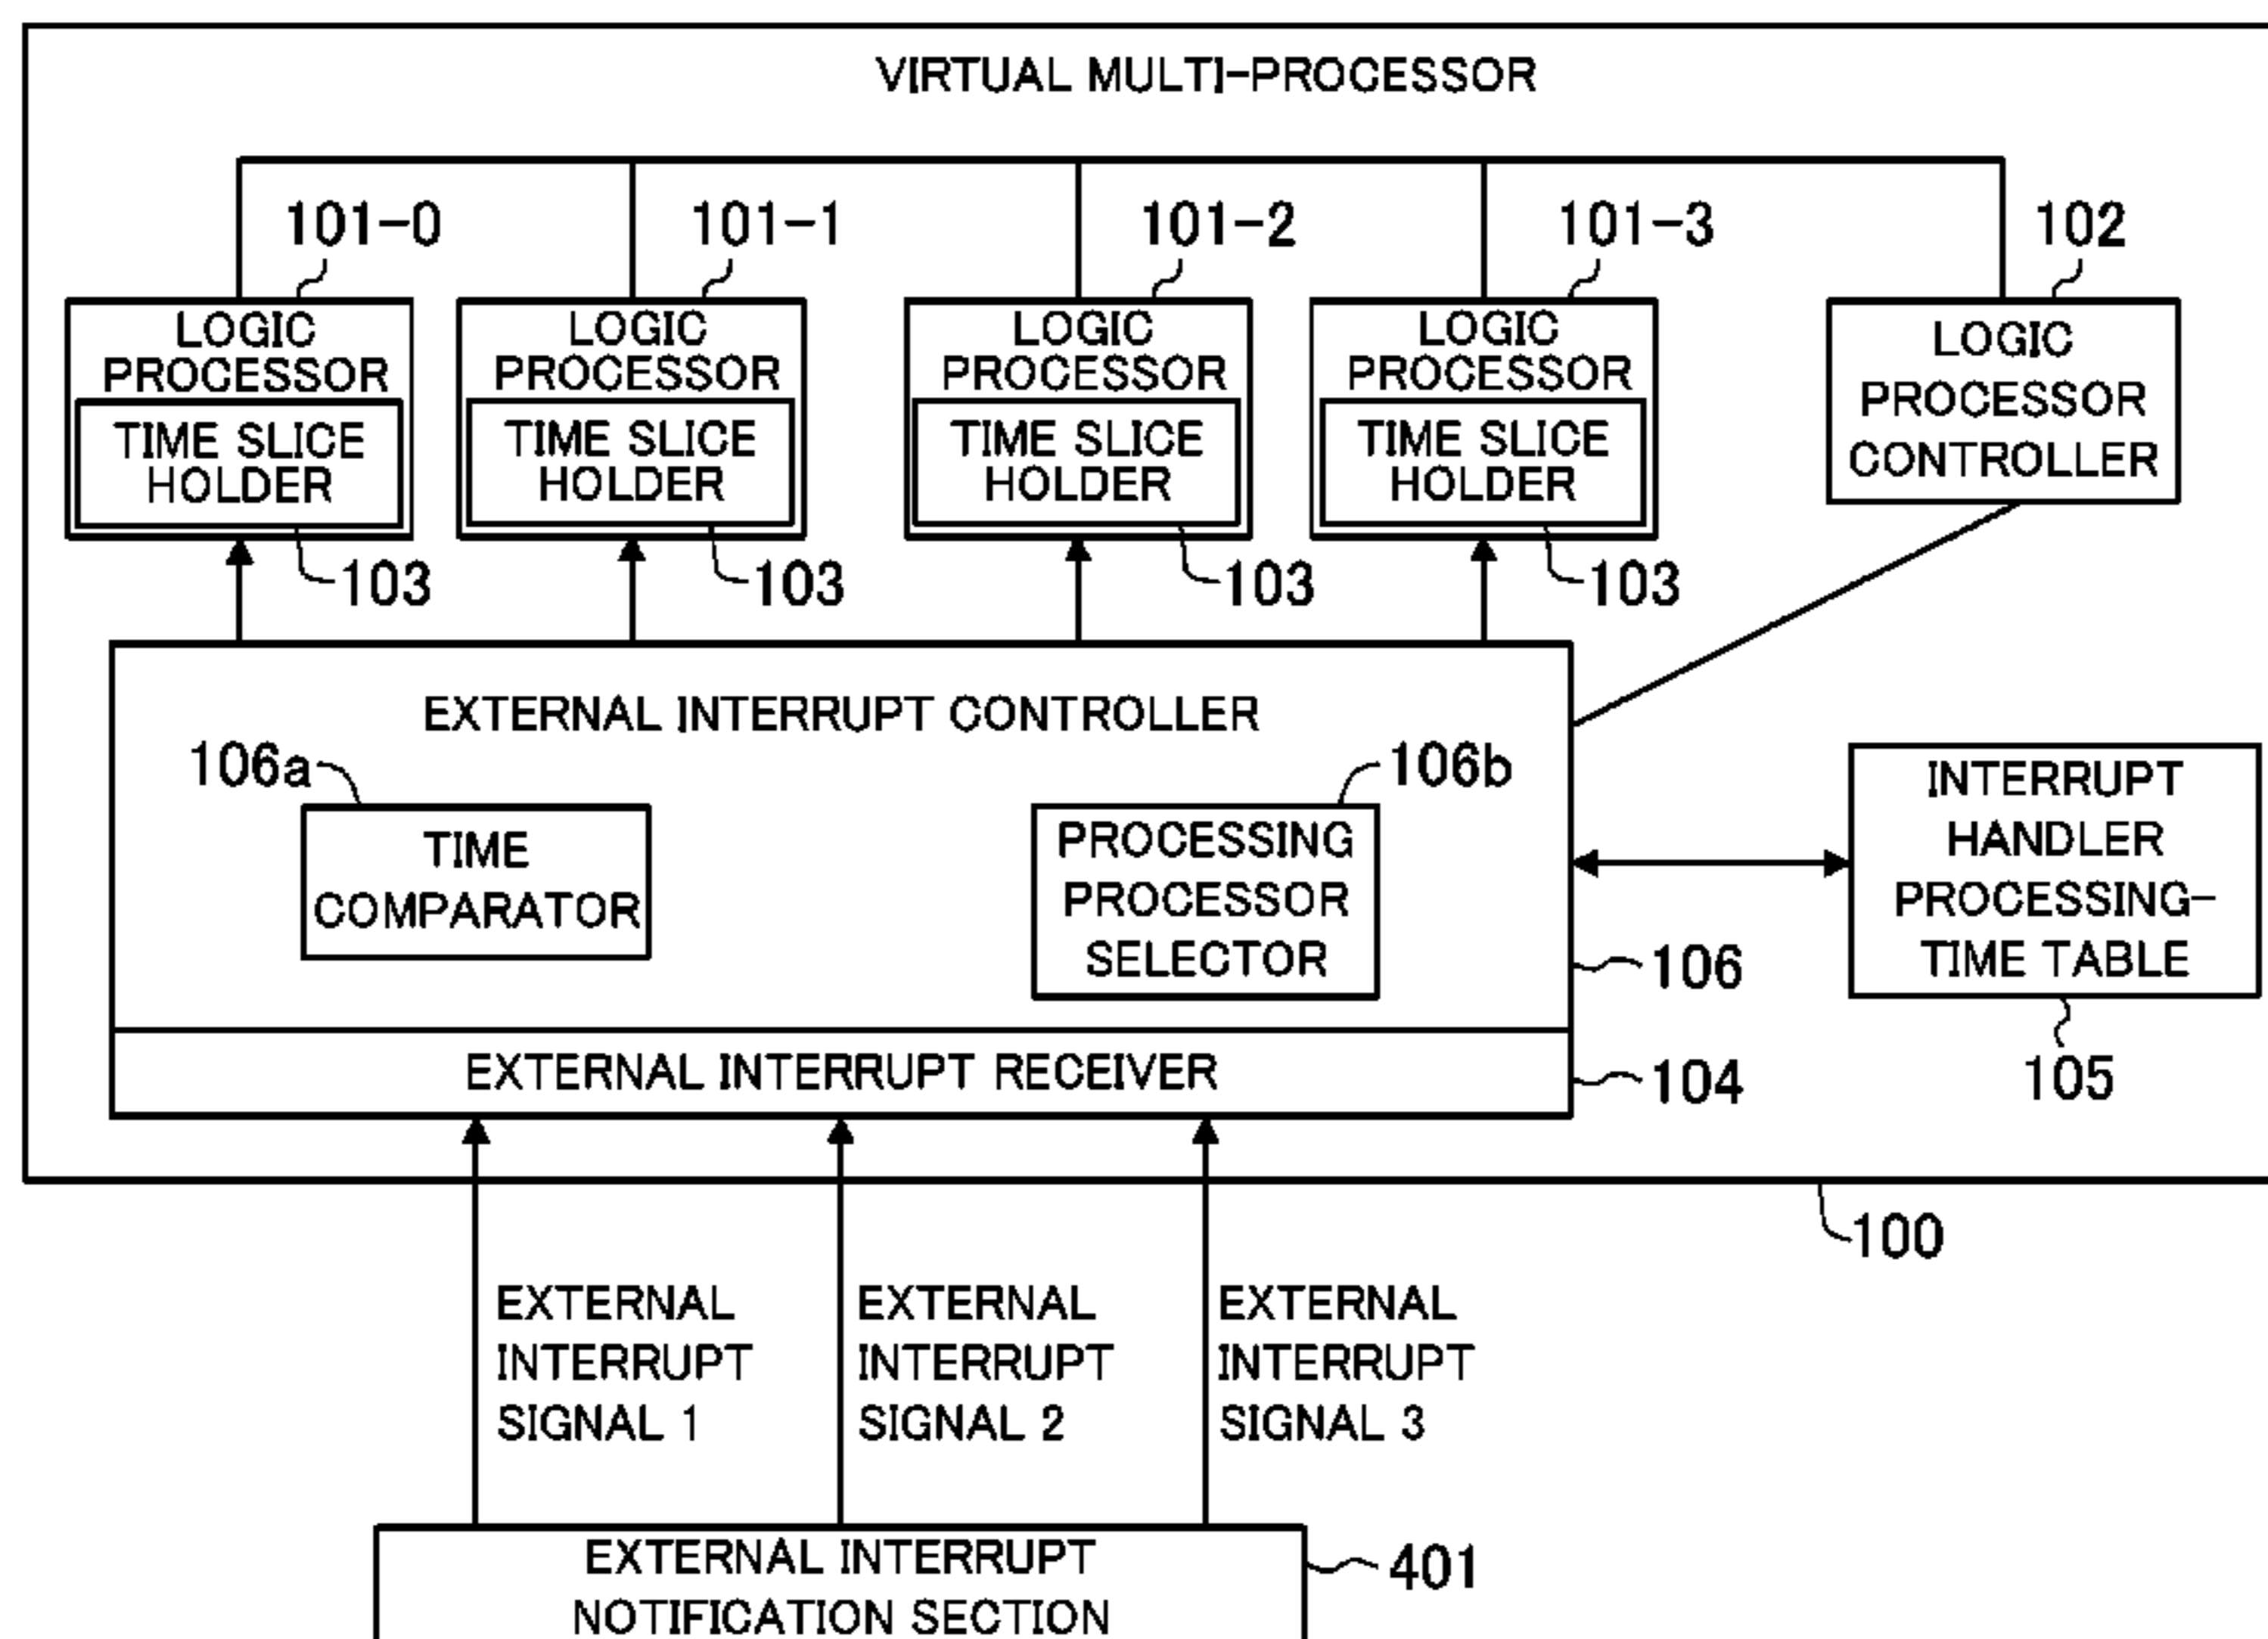 VIRTUAL MULTI-PROCESSOR
101-0
101-1
101-2
101-3
102
LOGIC
PROCESSOR
TIME SLICE
HOLDER
LOGIC
PROCESSOR
TIME SLICE
HOLDER
LOGIC
PROCESSOR
TIME SLICE
HOLDER
LOGIC
PROCESSOR
TIME SLICE
HOLDER
LOGIC
PROCESSOR
CONTROLLER
103
103
103
103
EXTERNAL INTERRUPT CONTROLLER
106a
106b
TIME
COMPARATOR
PROCESSING
PROCESSOR
SELECTOR
INTERRUPT
HANDLER
PROCESSING-
TIME TABLE
106
EXTERNAL INTERRUPT RECEIVER
104
105
100
EXTERNAL
INTERRUPT
SIGNAL 1
EXTERNAL
INTERRUPT
SIGNAL 2
EXTERNAL
INTERRUPT
SIGNAL 3
EXTERNAL INTERRUPT
NOTIFICATION SECTION
401